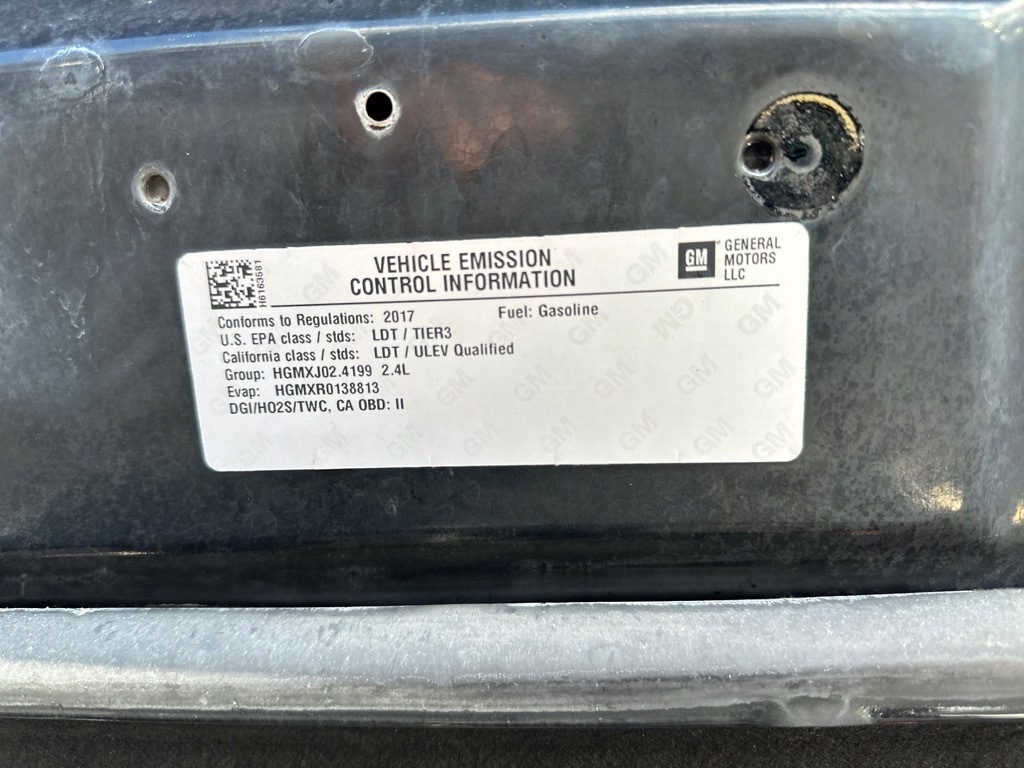 VEHICLE EMISSION
CONTROL INFORMATION
GM GENERAL
MOTORS
LLC
H6163581
Conforms to Regulations: 2017 Fuel: Gasoline
U.S. EPA class / stds: LDT / TIER3
California class / stds: LDT / ULEV Qualified
Group: HGMXJ02.4199 2.4L
Evap: HGMXR0138813
DGI/HO2S/TWC, CA OBD: II